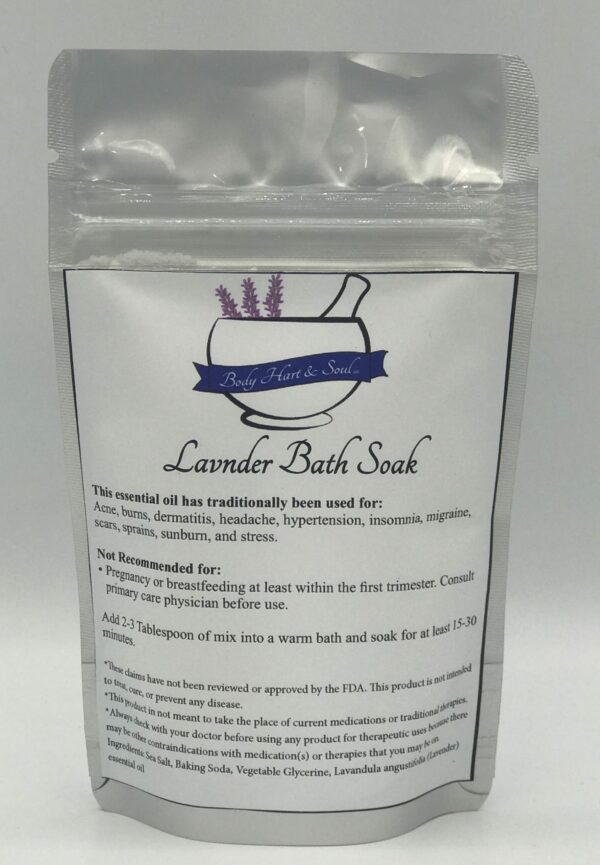 Body Hart & Soul LLC
Lavnder Bath Soak
This essential oil has traditionally been used for:
Acne, burns, dermatitis, headache, hypertension, insomnia, migraine,
scars, sprains, sunburn, and stress.
Not Recommended for:
• Pregnancy or breastfeeding at least within the first trimester. Consult
primary care physician before use.
Add 2-3 Tablespoon of mix into a warm bath and soak for at least 15-30
minutes.
*These claims have not been reviewed or approved by the FDA. This product is not intended
to treat, cure, or prevent any disease.
*This product in not meant to take the place of current medications or traditional therapies.
*Always check with your doctor before using any product for therapeutic uses because there
may be other contraindications with medication(s) or therapies that you may be on.
Ingredients: Sea Salt, Baking Soda, Vegetable Glycerine, Lavandula angustifolia (Lavender)
essential oil